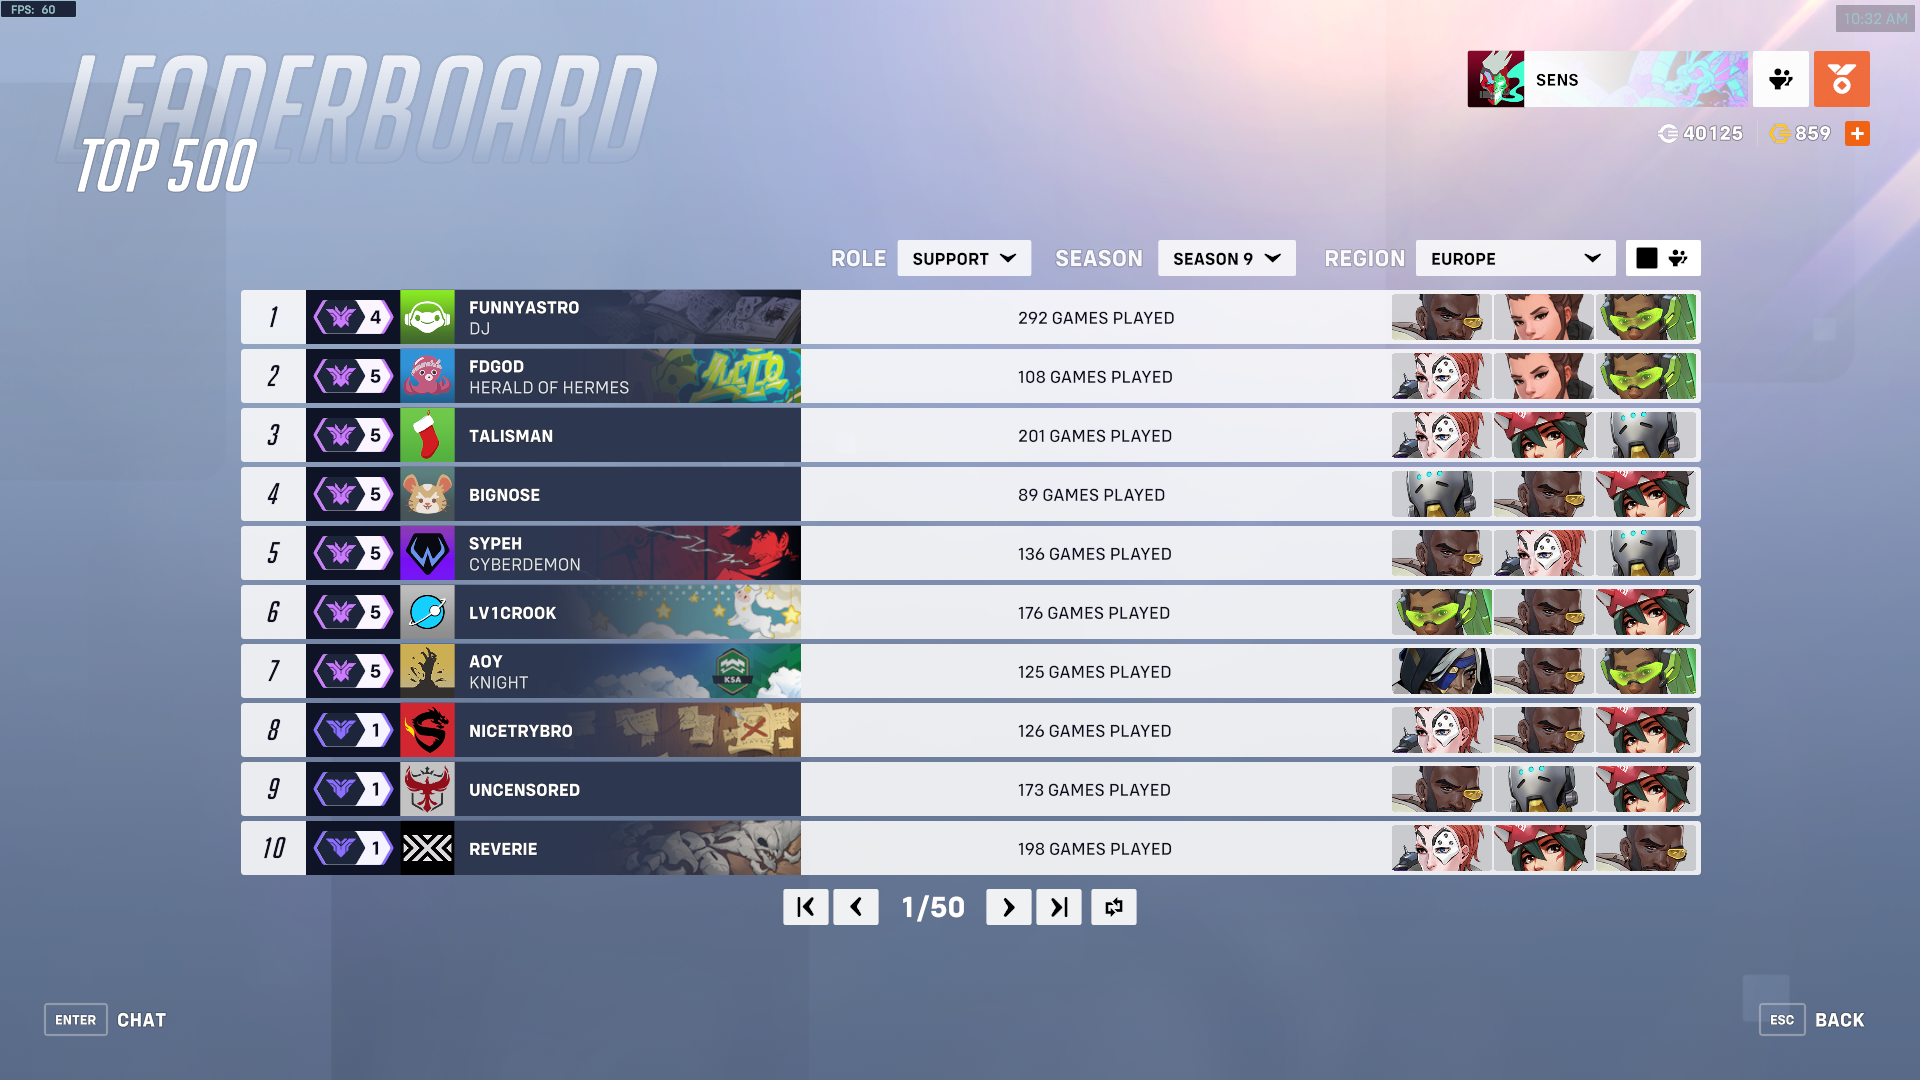 FPS: 60
10:32 AM
LEADERBOARD
TOP 500
SENS
40125
859
ROLE SUPPORT SEASON SEASON 9 REGION EUROPE
1 4 FUNNYASTRO 292 GAMES PLAYED
DJ
2 5 FDGOD 108 GAMES PLAYED
HERALD OF HERMES
3 5 TALISMAN 201 GAMES PLAYED
4 5 BIGNOSE 89 GAMES PLAYED
5 5 SYPEH 136 GAMES PLAYED
CYBERDEMON
6 5 LV1CROOK 176 GAMES PLAYED
7 5 AOY KSA 125 GAMES PLAYED
KNIGHT
8 1 NICETRYBRO 126 GAMES PLAYED
9 1 UNCENSORED 173 GAMES PLAYED
10 1 REVERIE 198 GAMES PLAYED
1/50
ENTER CHAT
ESC BACK